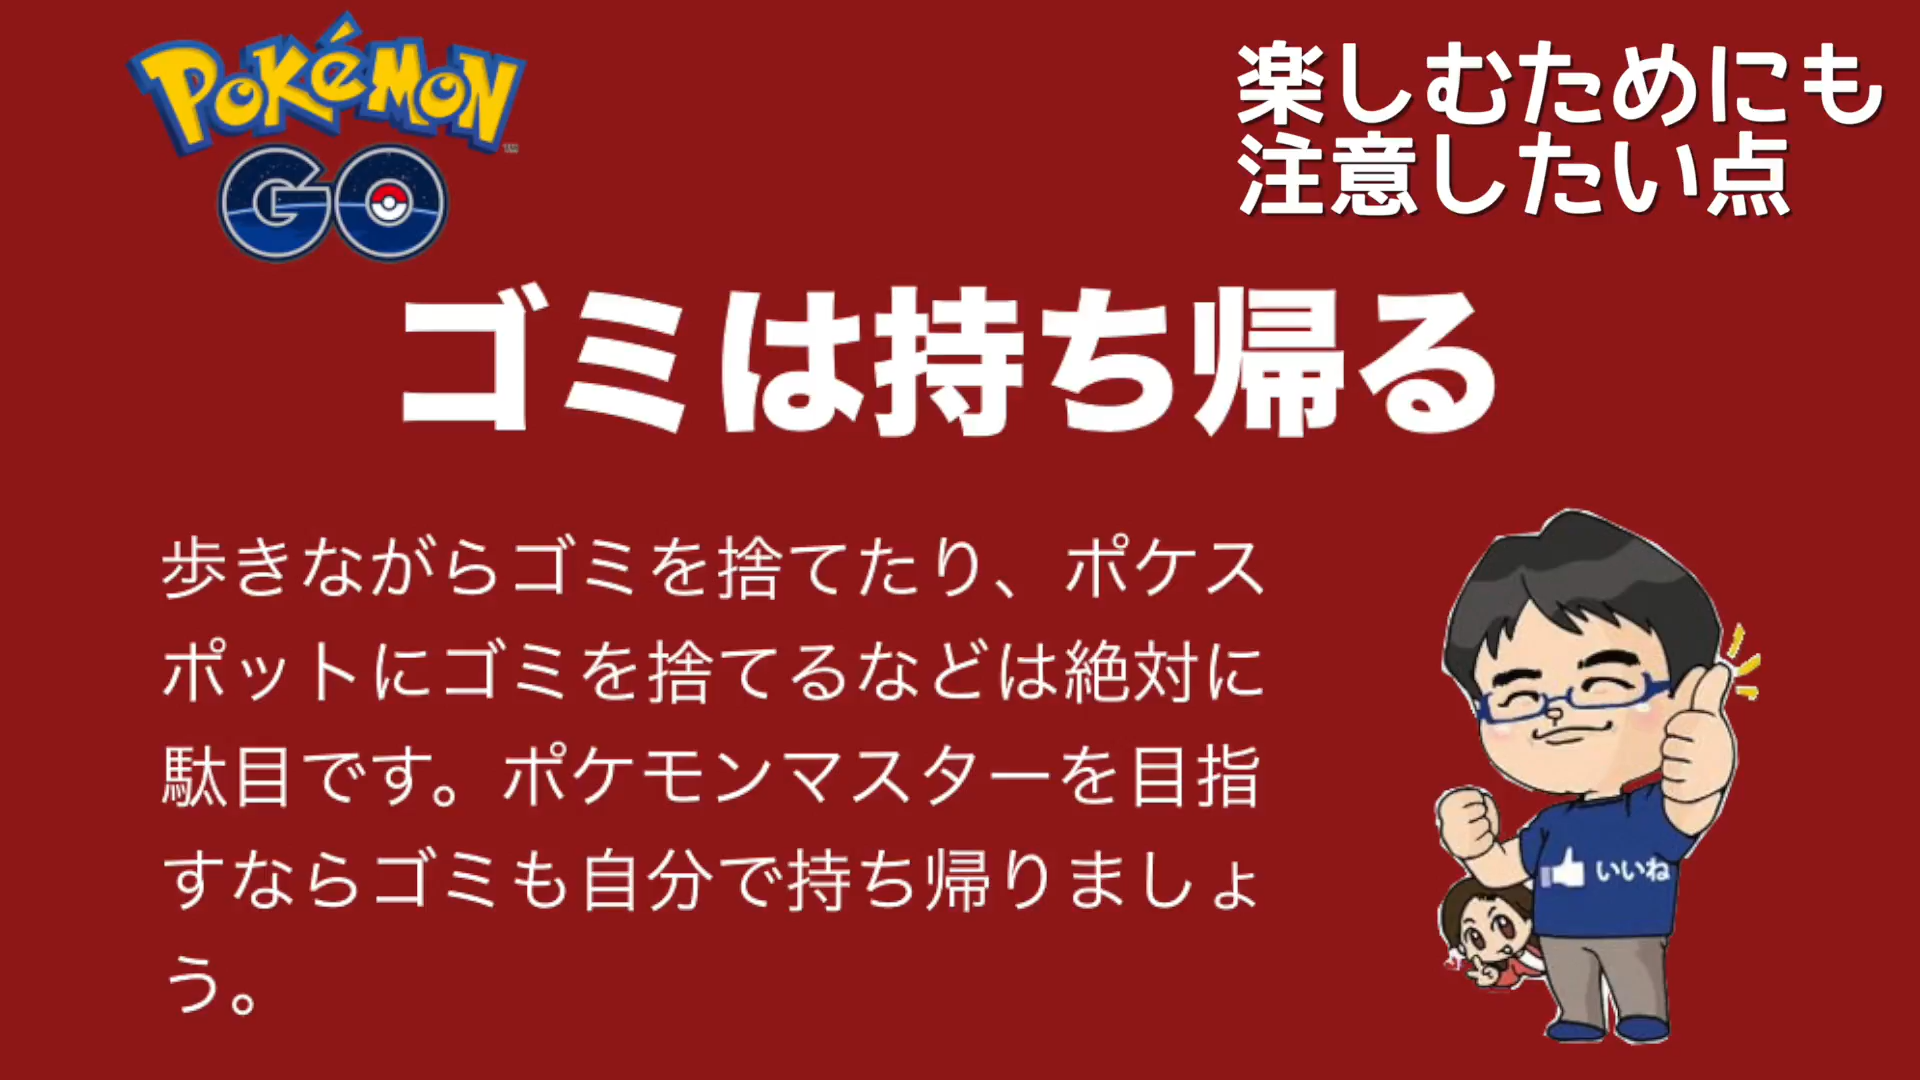 POKéMON
GO
TM
楽しむためにも
注意したい点
ゴミは持ち帰る
歩きながらゴミを捨てたり、ポケス
ポットにゴミを捨てるなどは絶対に
駄目です。ポケモンマスターを目指
すならゴミも自分で持ち帰りましょ
う。
いいね